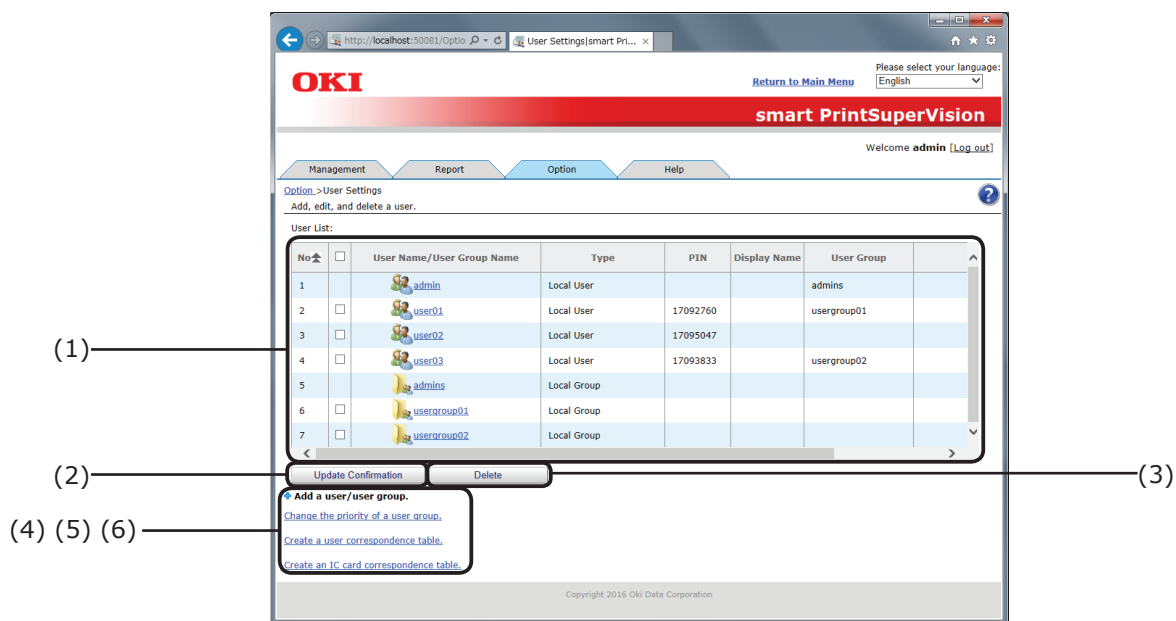 http://localhost:50081/Optio
User Settings|smart Pri...
OKI
Return to Main Menu
Please select your language:
English
smart PrintSuperVision
Welcome admin [Log out]
Management Report Option Help
Option >User Settings
Add, edit, and delete a user.
User List:
No User Name/User Group Name Type PIN Display Name User Group
1 admin Local User admins
2 user01 Local User 17092760 usergroup01
3 user02 Local User 17095047
4 user03 Local User 17093833 usergroup02
5 admins Local Group
6 usergroup01 Local Group
7 usergroup02 Local Group
(1)
Update Confirmation Delete
(2)
(3)
Add a user/user group.
Change the priority of a user group.
(4) (5) (6)
Create a user correspondence table.
Create an IC card correspondence table.
Copyright 2016 Oki Data Corporation